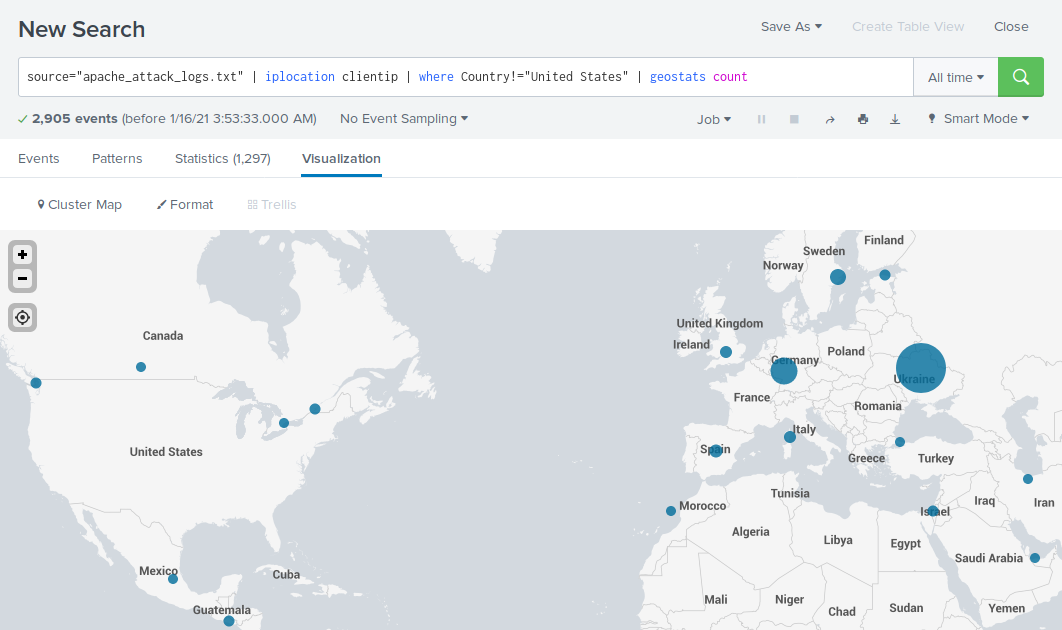 New Search
Save As
Create Table View
Close
source="apache_attack_logs.txt" | iplocation clientip | where Country!="United States" | geostats count
All time
2,905 events (before 1/16/21 3:53:33.000 AM)
No Event Sampling
Job
Smart Mode
Events
Patterns
Statistics (1,297)
Visualization
Cluster Map
Format
Trellis
+
−
Finland
Sweden
Norway
United Kingdom
Canada
Ireland
Poland
Germany
Ukraine
France
Romania
Italy
United States
Spain
Greece
Turkey
Tunisia
Iraq
Iran
Morocco
Israel
Algeria
Libya
Egypt
Saudi Arabia
Mexico
Cuba
Mali
Niger
Guatemala
Chad
Sudan
Yemen